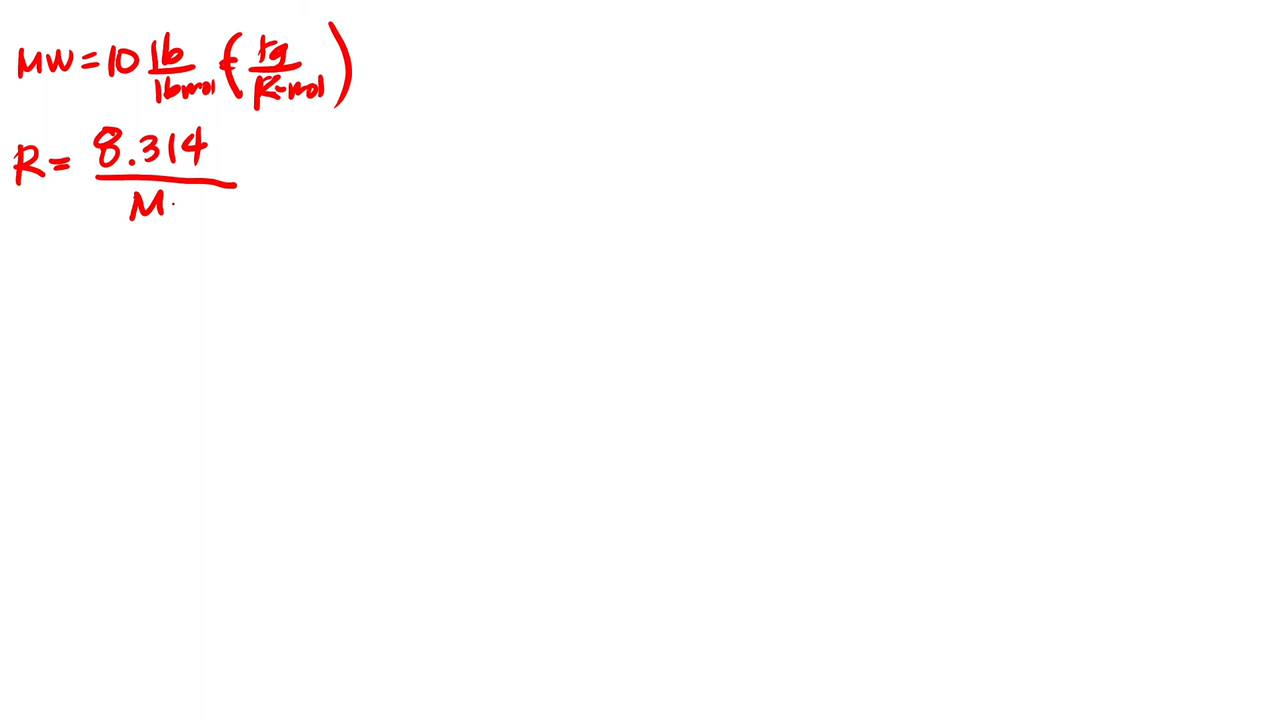 MW = 10 lb/lbmol (kg/K-mol)
R = 8.314/M